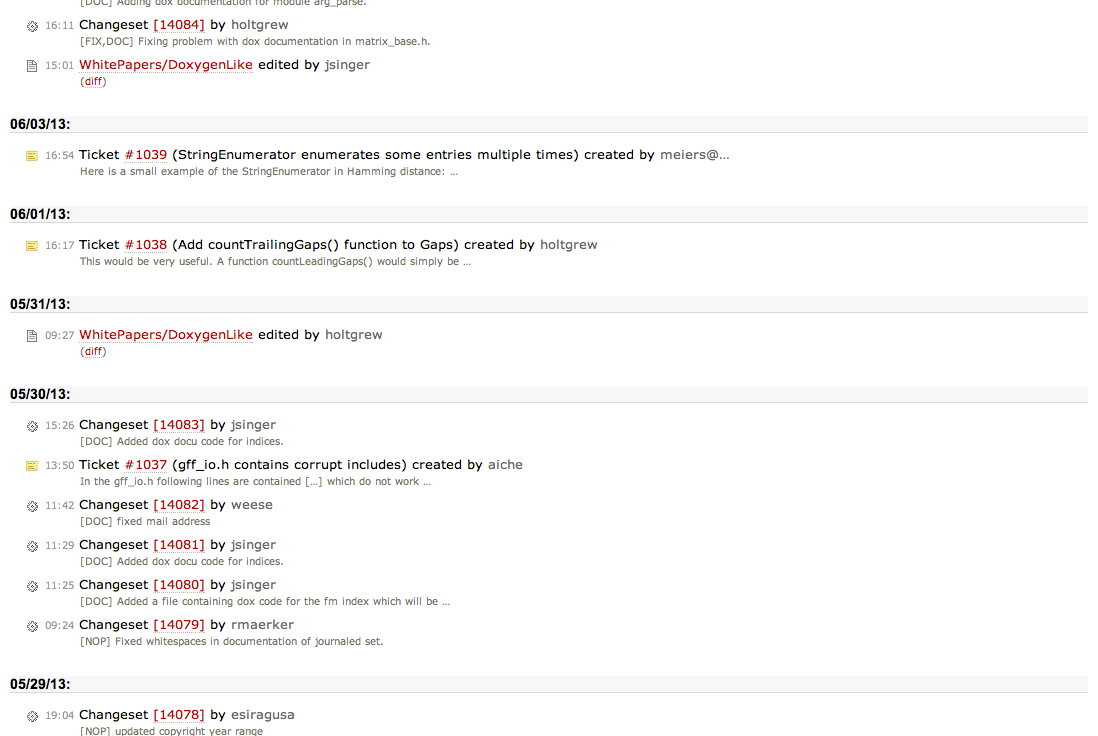 [DOC] Adding dox documentation for module arg_parse.
16:11 Changeset [14084] by holtgrew
[FIX,DOC] Fixing problem with dox documentation in matrix_base.h.
15:01 WhitePapers/DoxygenLike edited by jsinger
(diff)
06/03/13:
16:54 Ticket #1039 (StringEnumerator enumerates some entries multiple times) created by meiers@…
Here is a small example of the StringEnumerator in Hamming distance: …
06/01/13:
16:17 Ticket #1038 (Add countTrailingGaps() function to Gaps) created by holtgrew
This would be very useful. A function countLeadingGaps() would simply be …
05/31/13:
09:27 WhitePapers/DoxygenLike edited by holtgrew
(diff)
05/30/13:
15:26 Changeset [14083] by jsinger
[DOC] Added dox docu code for indices.
13:50 Ticket #1037 (gff_io.h contains corrupt includes) created by aiche
In the gff_io.h following lines are contained […] which do not work …
11:42 Changeset [14082] by weese
[DOC] fixed mail address
11:29 Changeset [14081] by jsinger
[DOC] Added dox docu code for indices.
11:25 Changeset [14080] by jsinger
[DOC] Added a file containing dox code for the fm index which will be …
09:24 Changeset [14079] by rmaerker
[NOP] Fixed whitespaces in documentation of journaled set.
05/29/13:
19:04 Changeset [14078] by esiragusa
[NOP] updated copyright year range